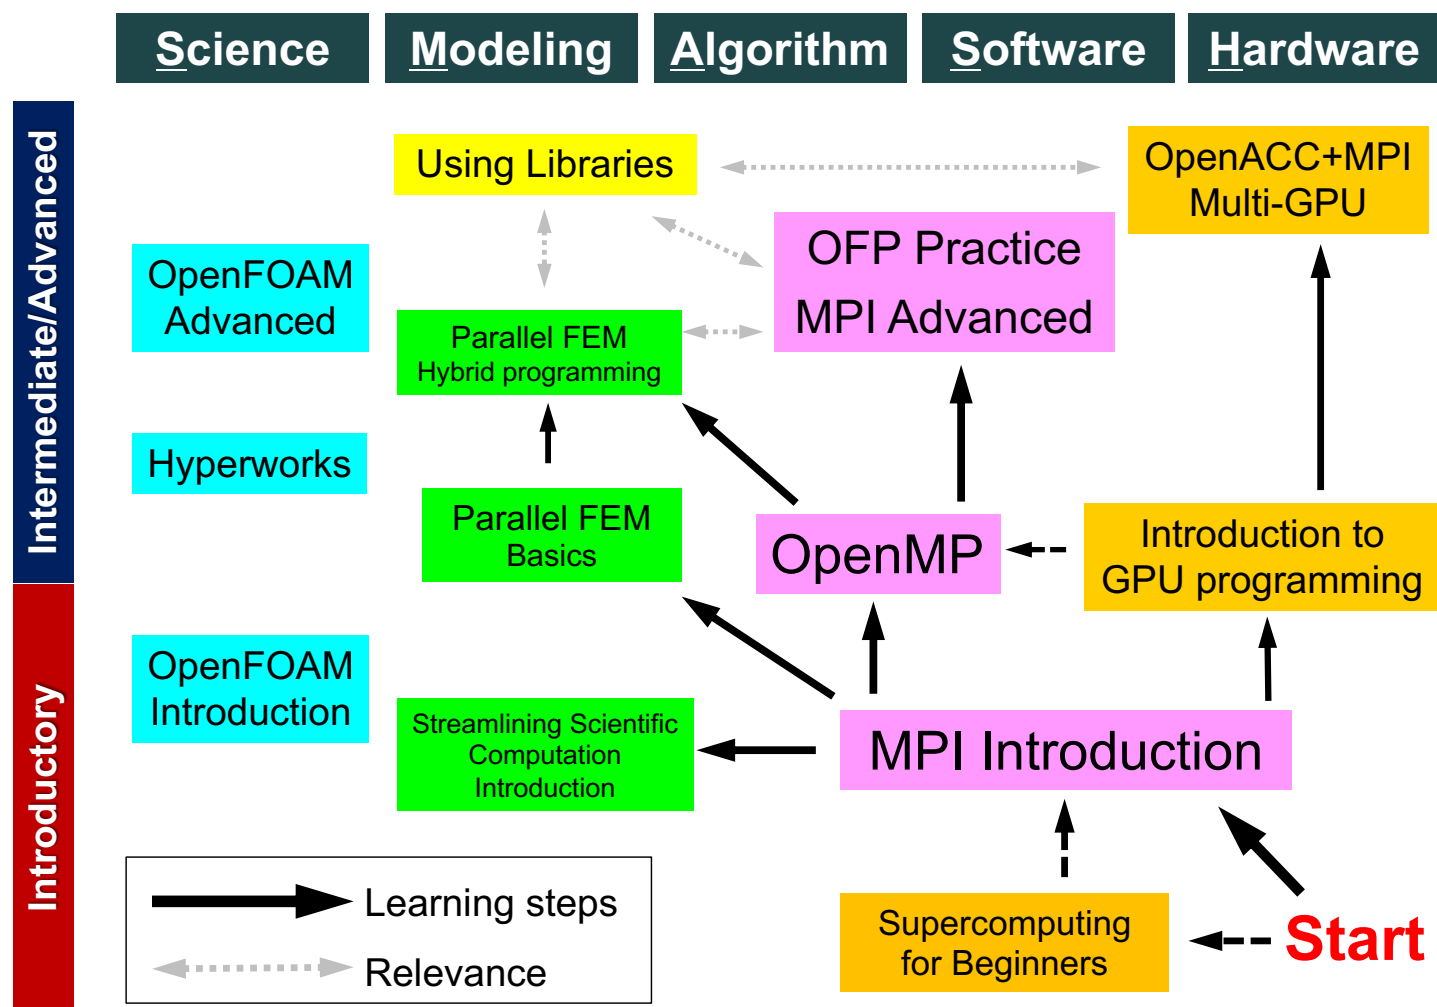 Science
Modeling
Algorithm
Software
Hardware
Intermediate/Advanced
Introductory
Using Libraries
OpenACC+MPI
Multi-GPU
OFP Practice
MPI Advanced
OpenFOAM
Advanced
Parallel FEM
Hybrid programming
Hyperworks
Parallel FEM
Basics
OpenMP
Introduction to
GPU programming
OpenFOAM
Introduction
Streamlining Scientific
Computation
Introduction
MPI Introduction
Supercomputing
for Beginners
Start
Learning steps
Relevance